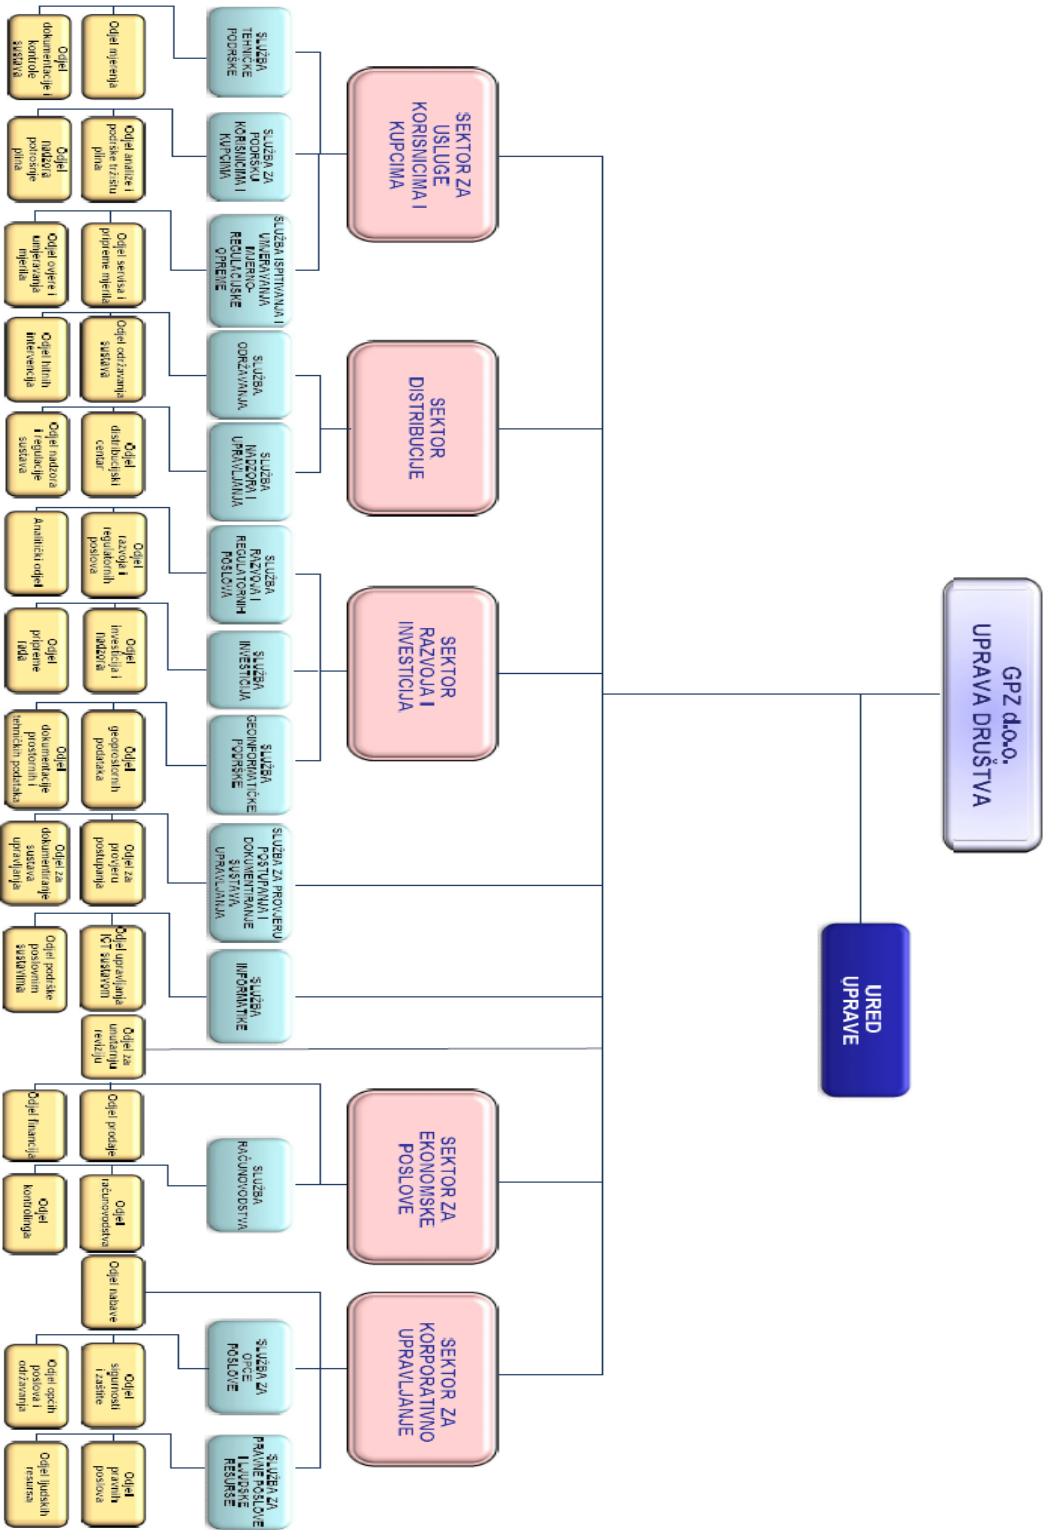 GPZ d.o.o.
UPRAVA DRUŠTVA
URED
UPRAVE
SEKTOR ZA
USLUGE
KORISNICIMA I
KUPCIMA
SEKTOR
DISTRIBUCIJE
SEKTOR
RAZVOJA I
INVESTICIJA
SEKTOR ZA
EKONOMSKE
POSLOVE
SEKTOR ZA
KORPORATIVNO
UPRAVLJANJE
SLUŽBA
TEHNIČKE
PODRŠKE
SLUŽBA ZA
PODRŠKU
KORISNICIMA I
KUPCIMA
SLUŽBA ISPITIVANJA I
UMJERAVANJA
MJERNO-
REGULACIJSKE
OPREME
SLUŽBA
ODRŽAVANJA
SLUŽBA
NADZORA I
UPRAVLJANJA
SLUŽBA
RAZVOJA I
REGULATORNIH
POSLOVA
SLUŽBA
INVESTICIJA
SLUŽBA
GEOINFORMATIČKE
PODRŠKE
SLUŽBA ZA PROVJERU
POSTUPANJA I
DOKUMENTIRANJE
SUSTAVA
UPRAVLJANJA
SLUŽBA
INFORMATIKE
SLUŽBA
RAČUNOVODSTVA
SLUŽBA ZA
OPĆE
POSLOVE
SLUŽBA ZA
PRAVNE POSLOVE
I LJUDSKE
RESURSE
Odjel mjerenja
Odjel analize i
podrške tržištu
plina
Odjel servisa i
pripreme mjerila
Odjel održavanja
sustava
Odjel
distribucijski
centar
Odjel
razvoja i
regulatornih
poslova
Odjel
investicija i
nadzora
Odjel
geoprostornih
podataka
Odjel za
provjeru
postupanja
Odjel upravljanja
ICT sustavom
Odjel za
unutarnju
reviziju
Odjel prodaje
Odjel
računovodstva
Odjel nabave
Odjel
sigurnosti
i zaštite
Odjel
pravnih
poslova
Odjel
dokumentacije i
kontrole
sustava
Odjel
nadzora
potrošnje
plina
Odjel ovjere i
umjeravanja
mjerila
Odjel hitnih
intervencija
Odjel nadzora
i regulacije
sustava
Analitički odjel
Odjel
pripreme
rada
Odjel
dokumentacije
prostornih i
tehničkih podataka
Odjel za
dokumentiranje
sustava
upravljanja
Odjel podrške
poslovnim
sustavima
Odjel financija
Odjel
kontrolinga
Odjel općih
poslova i
održavanja
Odjel ljudskih
resursa